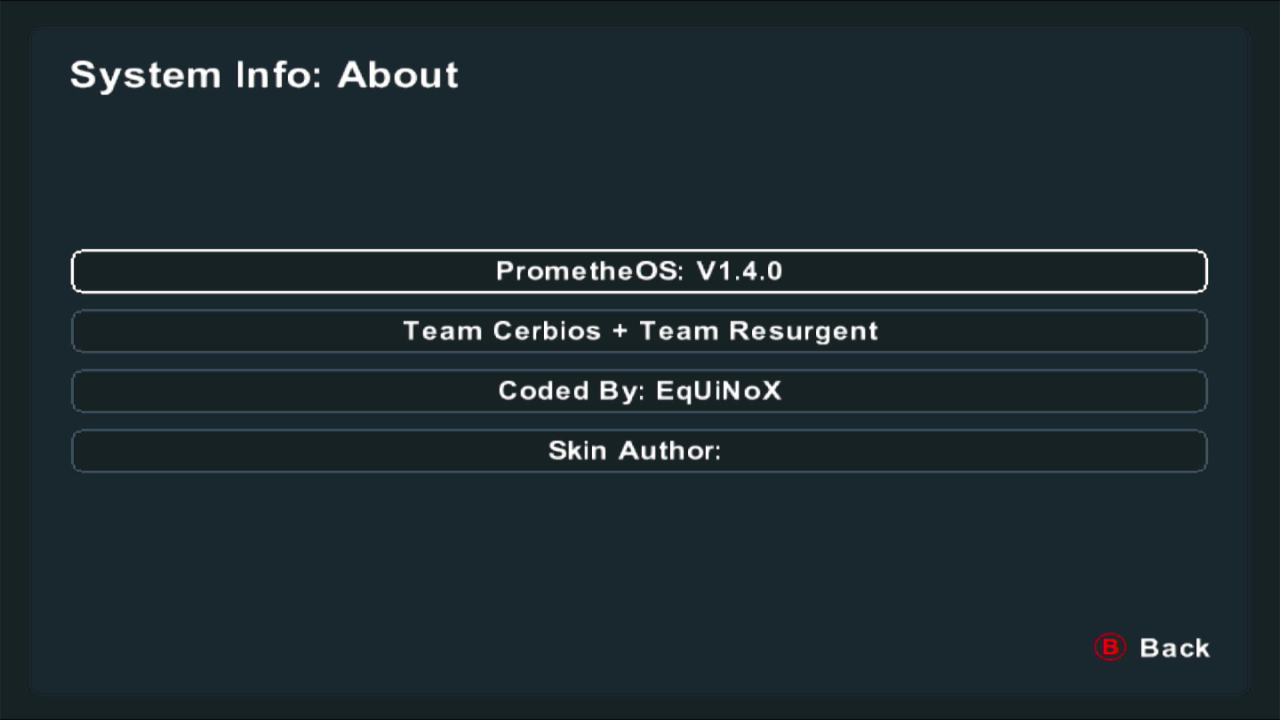 System Info: About
PrometheOS: V1.4.0
Team Cerbios + Team Resurgent
Coded By: EqUiNoX
Skin Author:
B Back